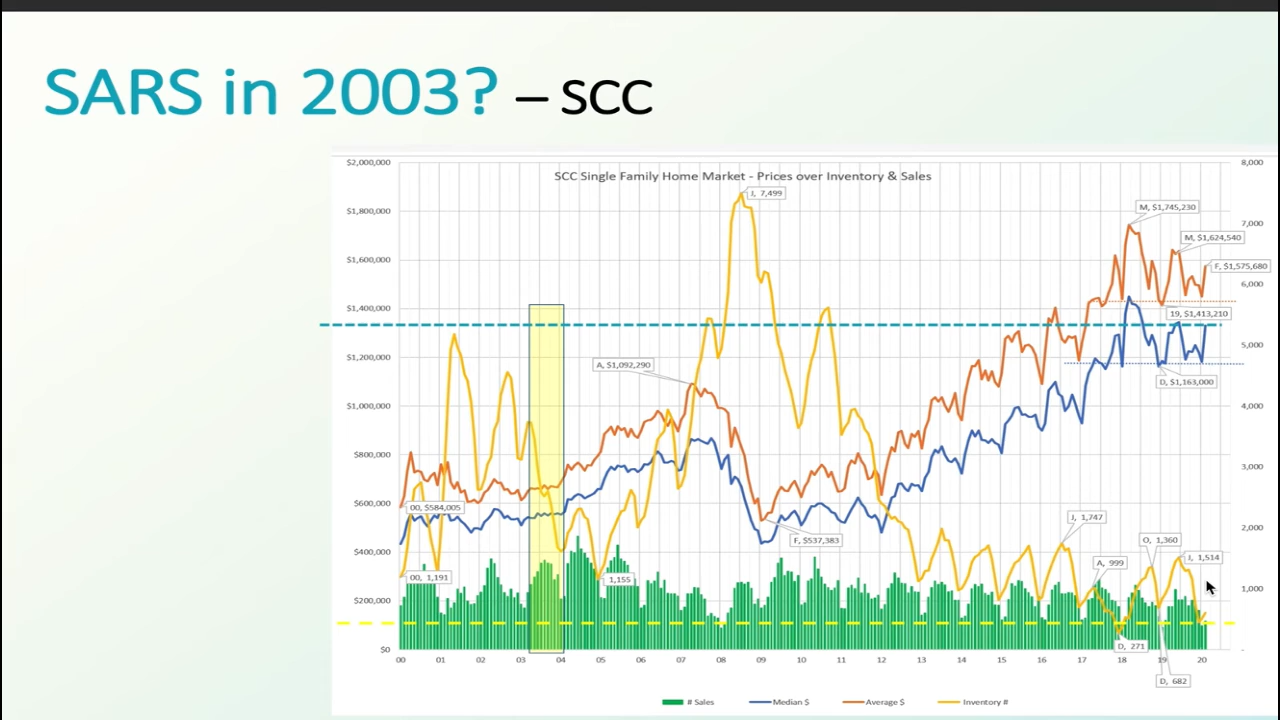 SARS in 2003? – SCC
SCC Single Family Home Market - Prices over Inventory & Sales
$2,000,000
$1,800,000
$1,600,000
$1,400,000
$1,200,000
$1,000,000
$800,000
$600,000
$400,000
$200,000
$0
8,000
7,000
6,000
5,000
4,000
3,000
2,000
1,000
-
J, 7,499
M, $1,745,230
M, $1,624,540
F, $1,575,680
19, $1,413,210
A, $1,092,290
D, $1,163,000
00, $584,005
F, $537,383
J, 1,747
O, 1,360
J, 1,514
A, 999
00, 1,191
1,155
D, 271
D, 682
00 01 02 03 04 05 06 07 08 09 10 11 12 13 14 15 16 17 18 19 20
# Sales Median $ Average $ Inventory #